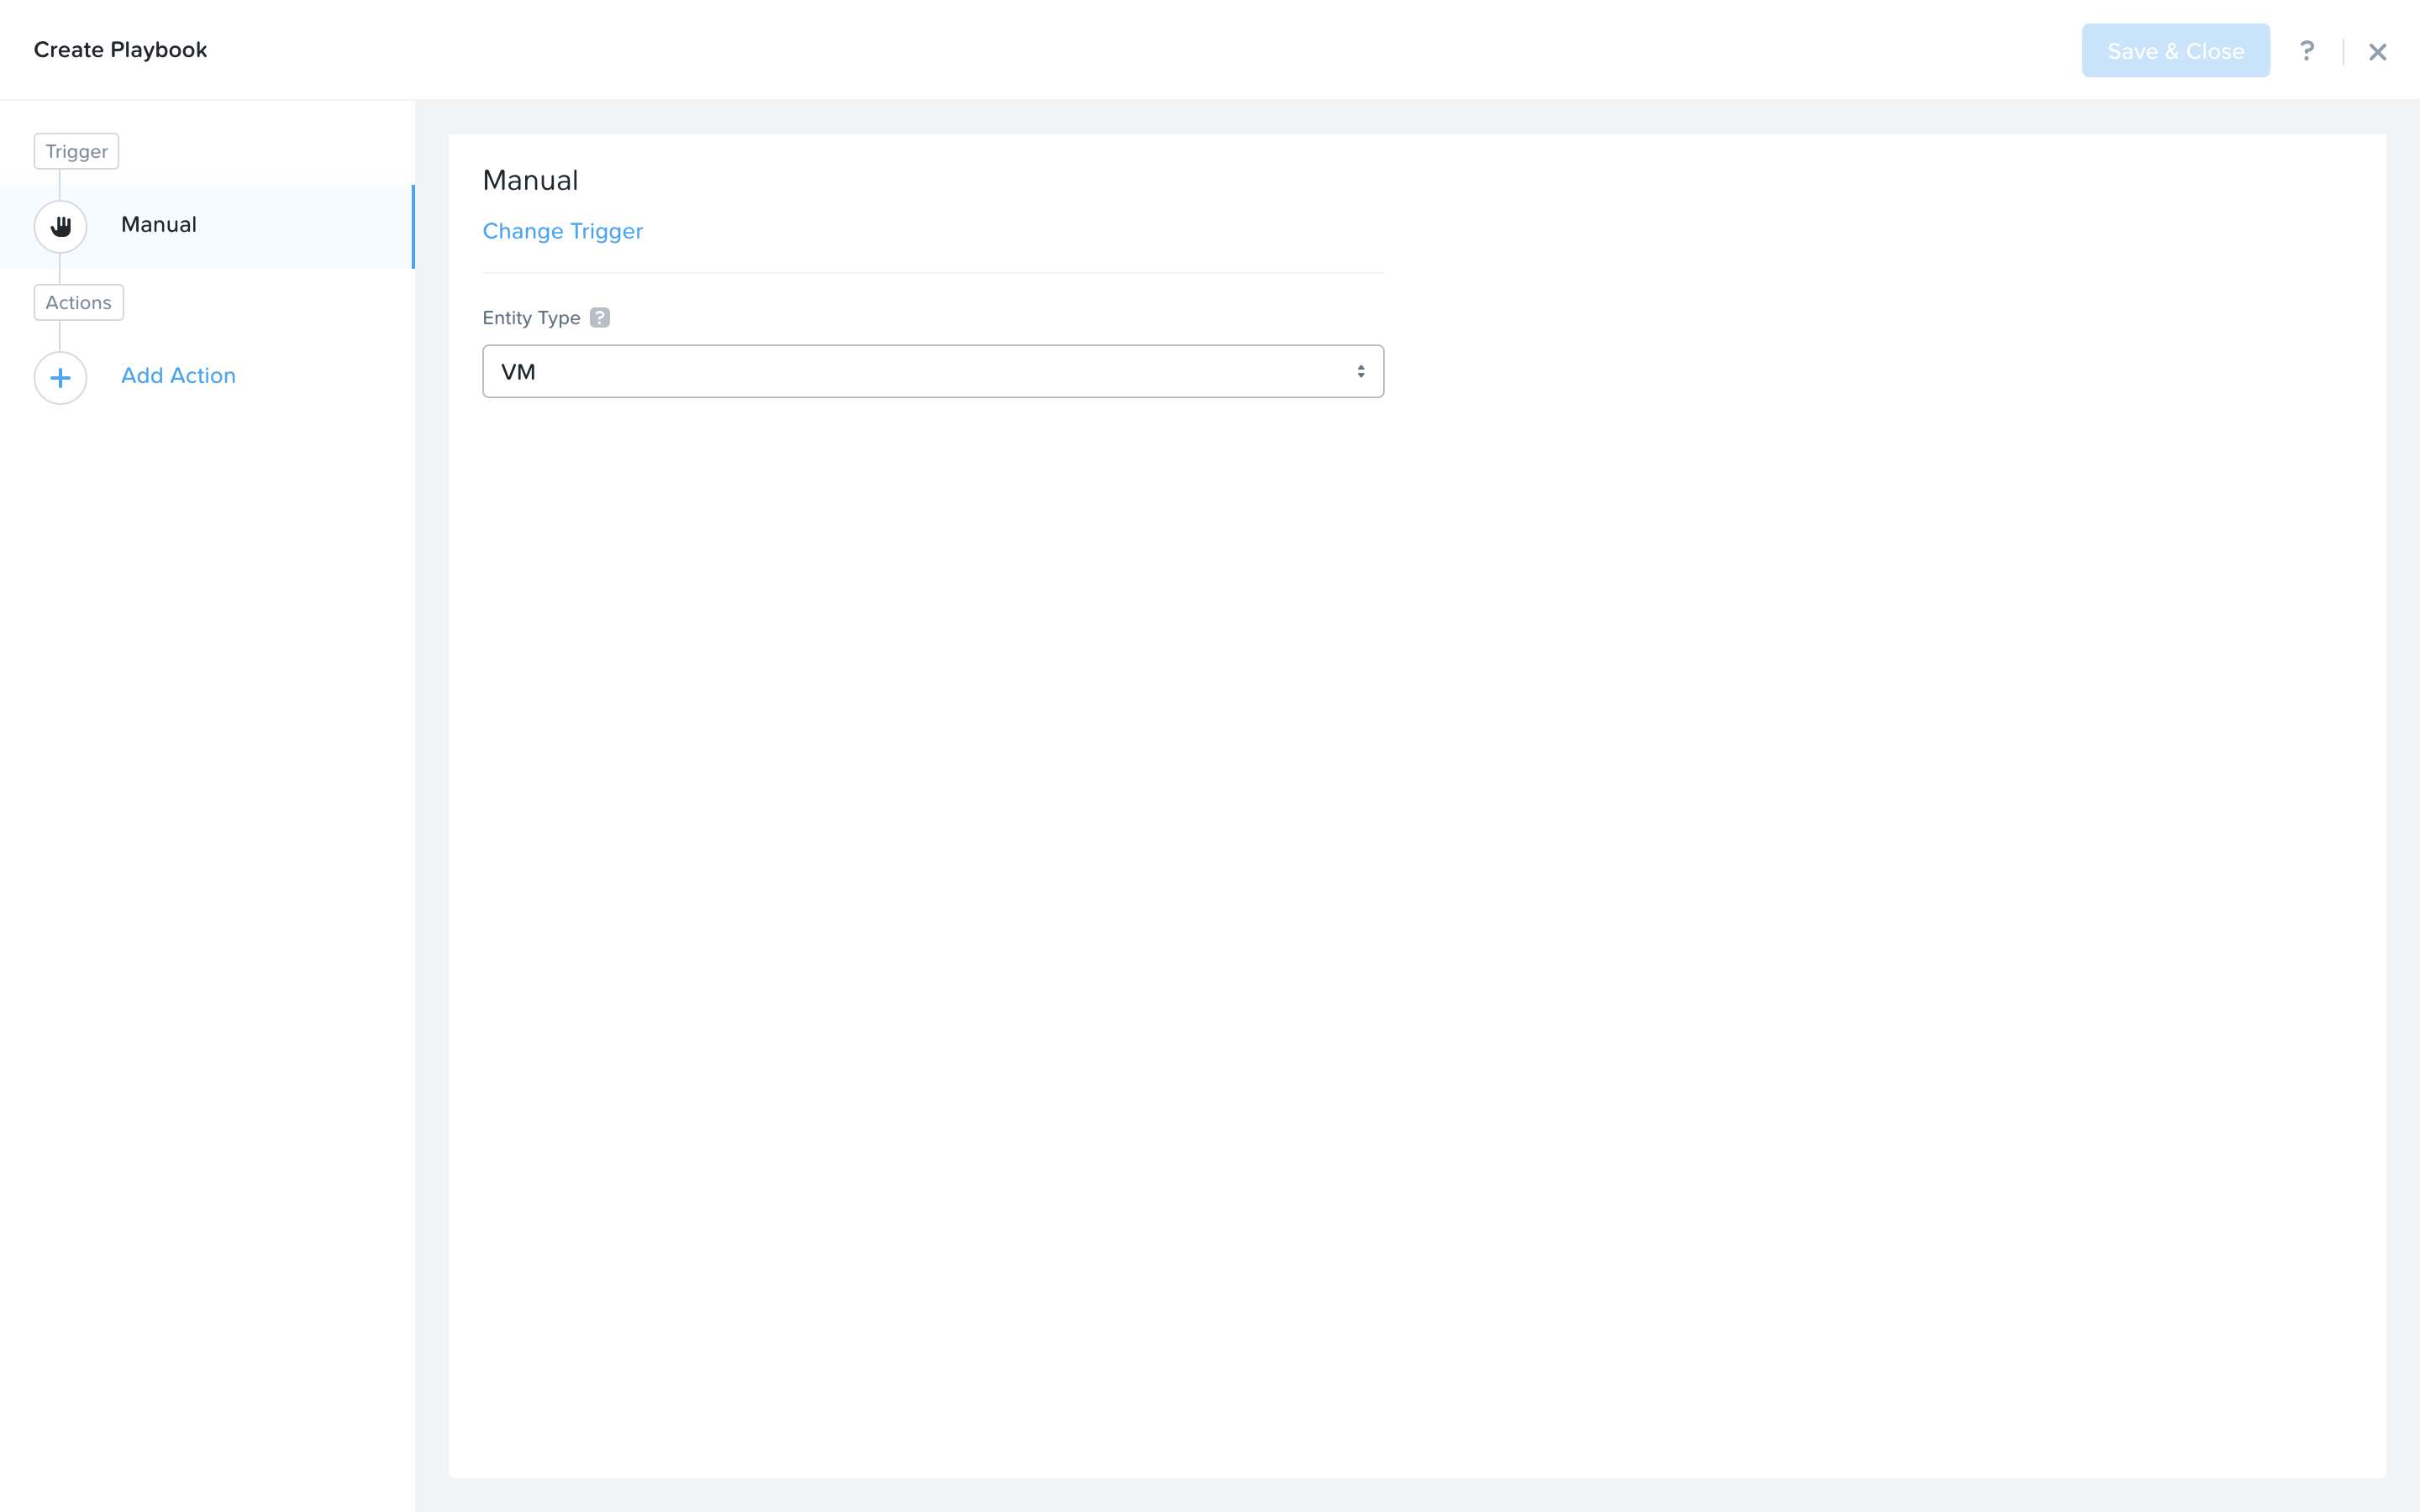 Create Playbook
Save & Close
?
Trigger
Manual
Actions
Add Action
Manual
Change Trigger
Entity Type ?
VM